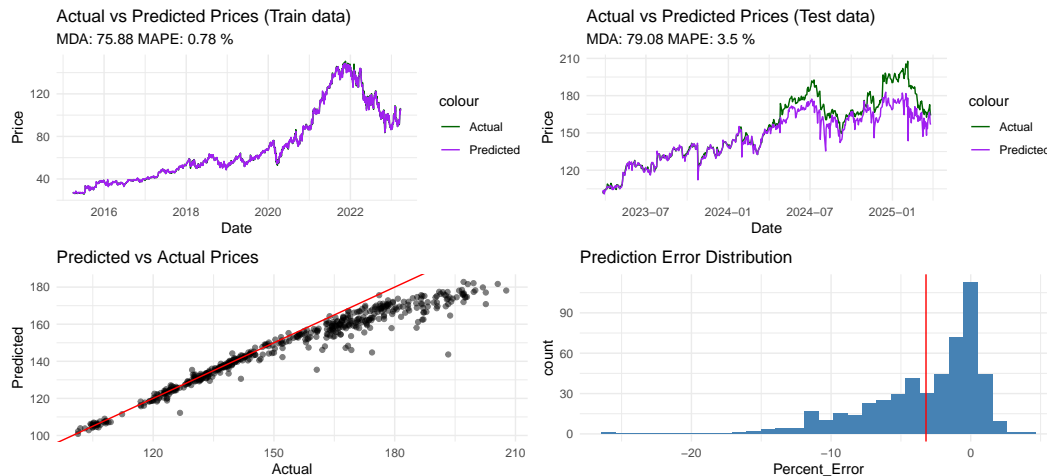 Actual vs Predicted Prices (Train data)
MDA: 75.88 MAPE: 0.78 %
120
80
40
Price
2016
2018
2020
2022
Date
colour
Actual
Predicted
Actual vs Predicted Prices (Test data)
MDA: 79.08 MAPE: 3.5 %
210
180
150
120
Price
2023−07
2024−01
2024−07
2025−01
Date
colour
Actual
Predicted
Predicted vs Actual Prices
180
160
140
120
100
Predicted
120
150
180
210
Actual
Prediction Error Distribution
90
60
30
0
count
−20
−10
0
Percent_Error